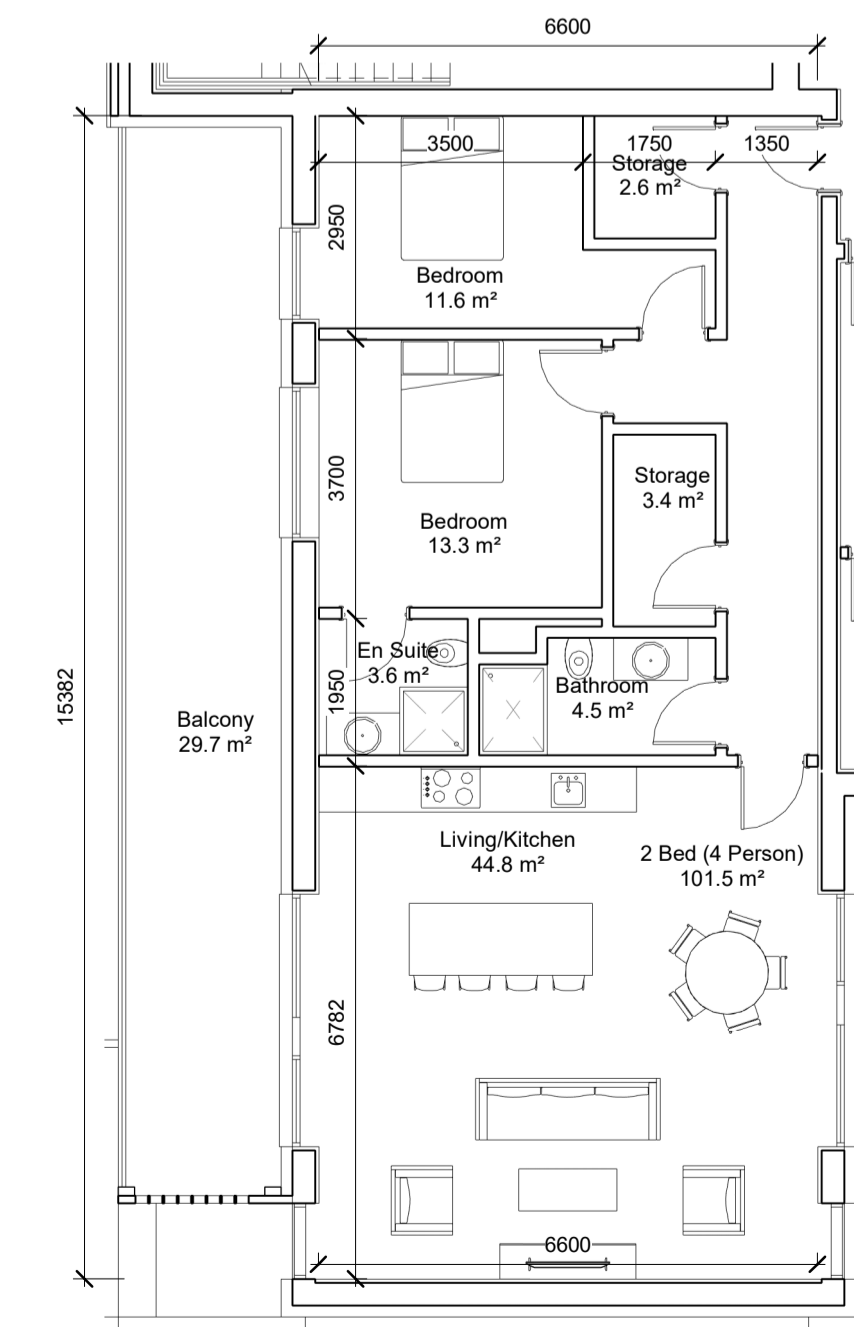 6600
3500
1750
1350
Storage
2.6 m²
2950
Bedroom
11.6 m²
3700
Storage
3.4 m²
Bedroom
13.3 m²
15382
En Suite
3.6 m²
1950
Bathroom
4.5 m²
Balcony
29.7 m²
Living/Kitchen
44.8 m²
2 Bed (4 Person)
101.5 m²
6782
6600